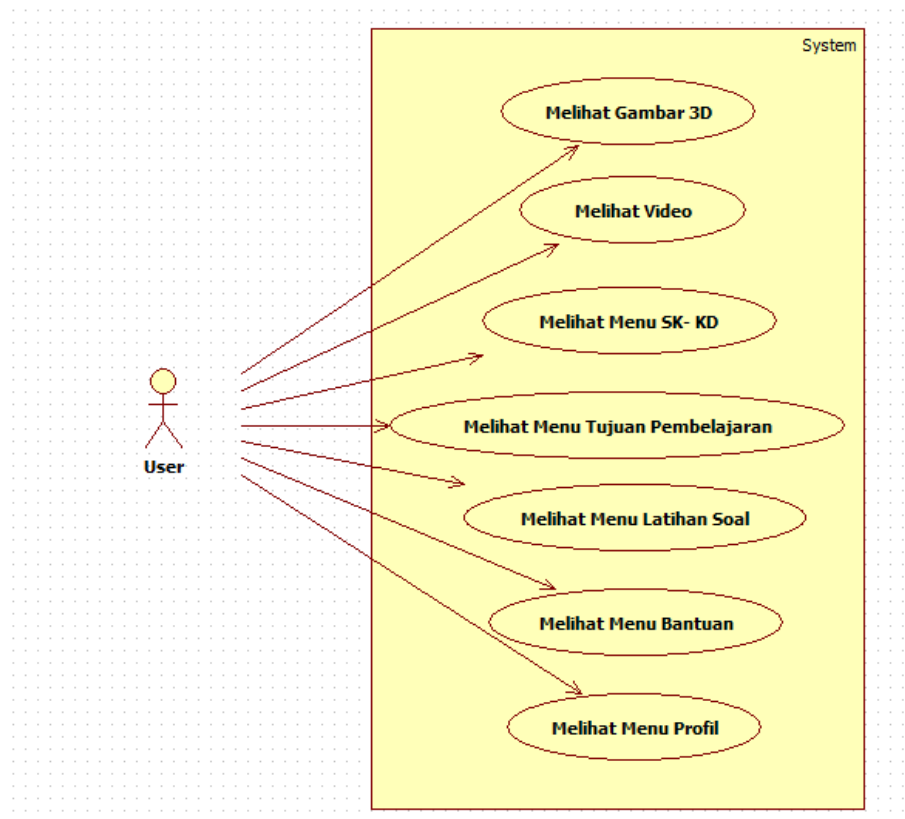 System
Melihat Gambar 3D
Melihat Video
Melihat Menu SK- KD
Melihat Menu Tujuan Pembelajaran
User
Melihat Menu Latihan Soal
Melihat Menu Bantuan
Melihat Menu Profil